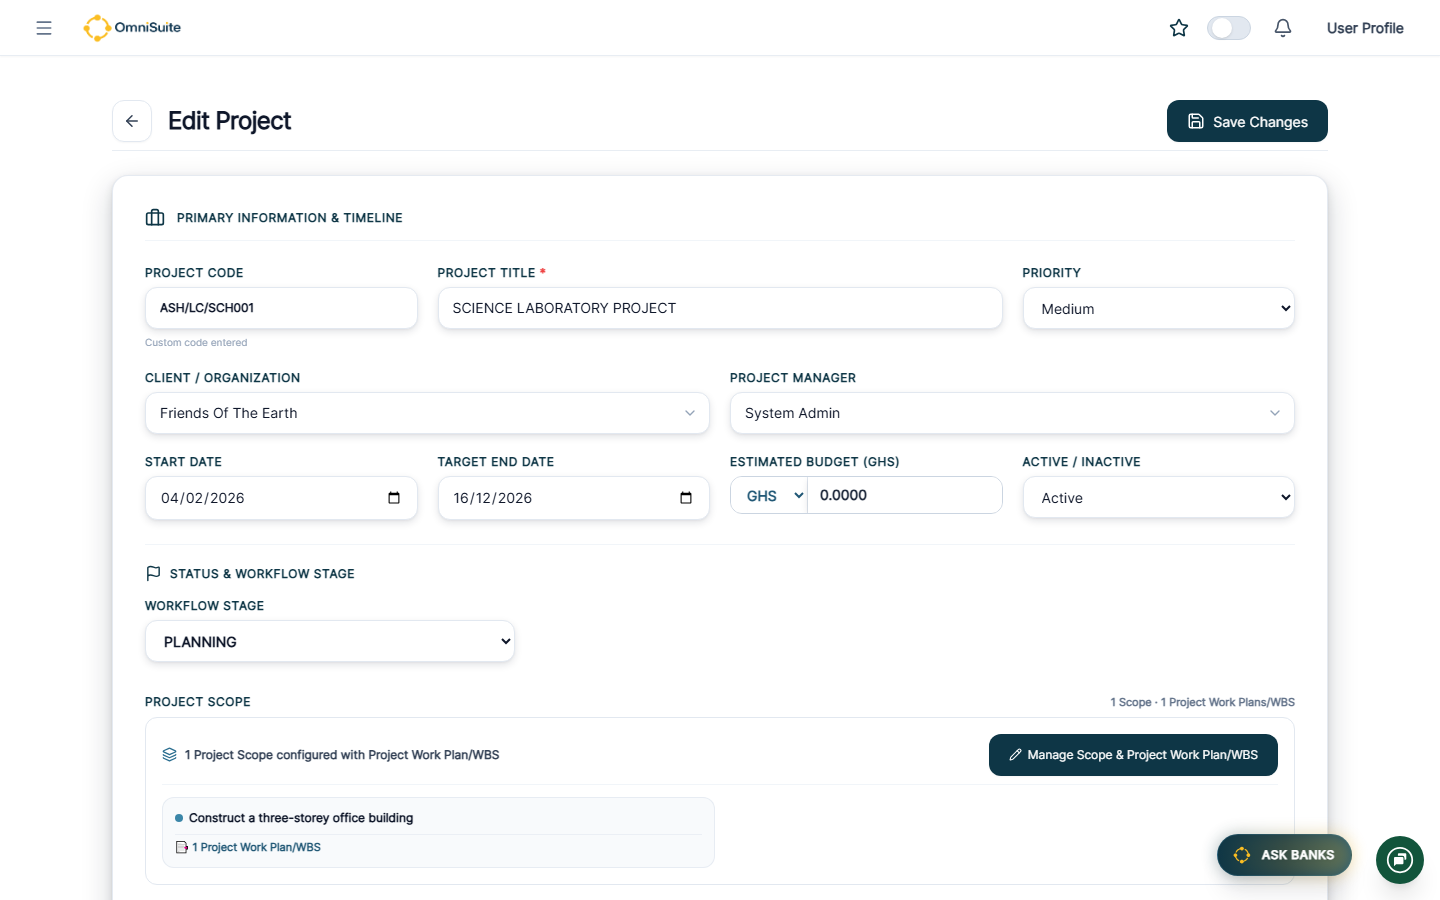 OmniSuite
User Profile
Edit Project
Save Changes
PRIMARY INFORMATION & TIMELINE
PROJECT CODE
PROJECT TITLE *
PRIORITY
ASH/LC/SCH001
SCIENCE LABORATORY PROJECT
Medium
Custom code entered
CLIENT / ORGANIZATION
PROJECT MANAGER
Friends Of The Earth
System Admin
START DATE
TARGET END DATE
ESTIMATED BUDGET (GHS)
ACTIVE / INACTIVE
04/02/2026
16/12/2026
GHS
0.0000
Active
STATUS & WORKFLOW STAGE
WORKFLOW STAGE
PLANNING
PROJECT SCOPE
1 Scope · 1 Project Work Plans/WBS
1 Project Scope configured with Project Work Plan/WBS
Manage Scope & Project Work Plan/WBS
Construct a three-storey office building
1 Project Work Plan/WBS
ASK BANKS